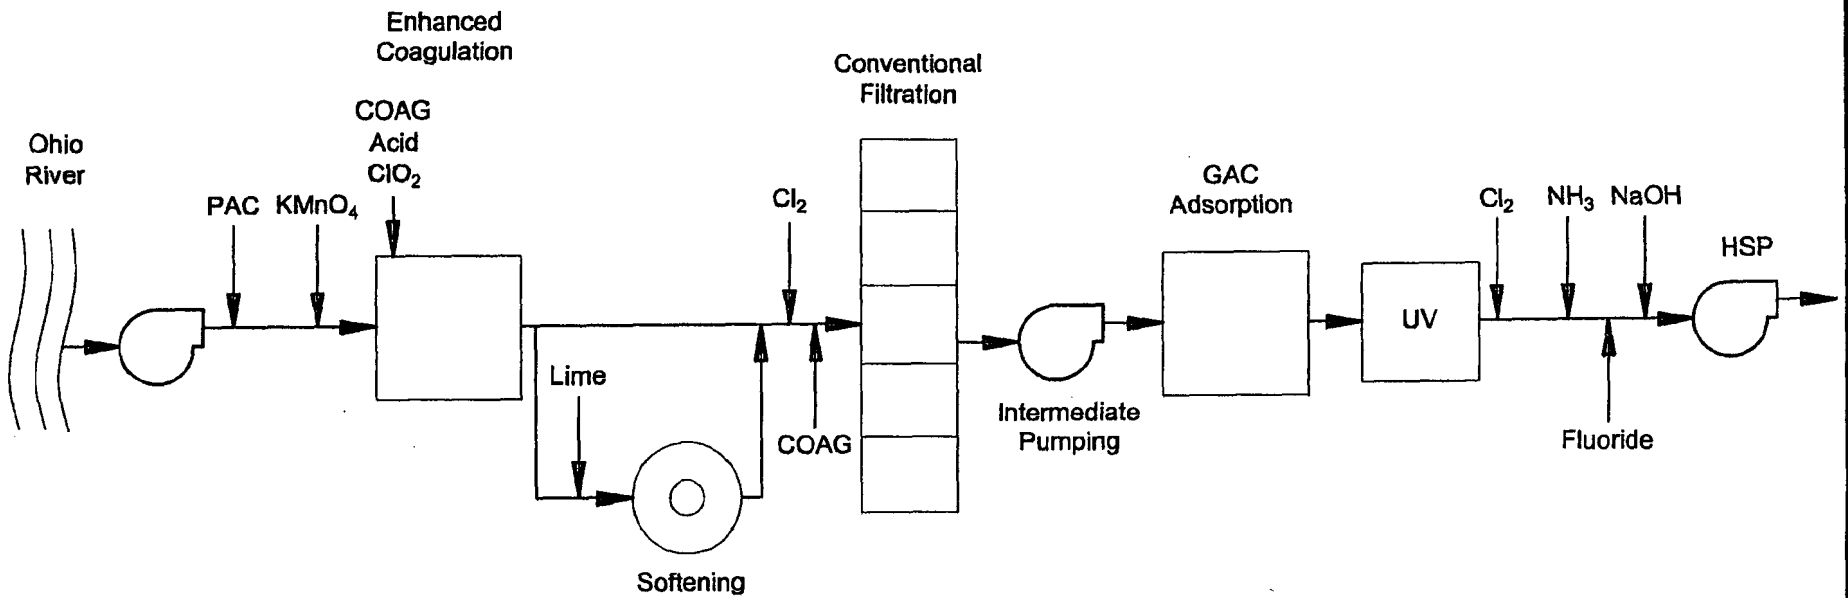 Ohio
River
PAC
KMnO₄
Enhanced
Coagulation
COAG
Acid
ClO₂
Lime
Softening
Cl₂
COAG
Conventional
Filtration
Intermediate
Pumping
GAC
Adsorption
UV
Cl₂
NH₃
NaOH
Fluoride
HSP